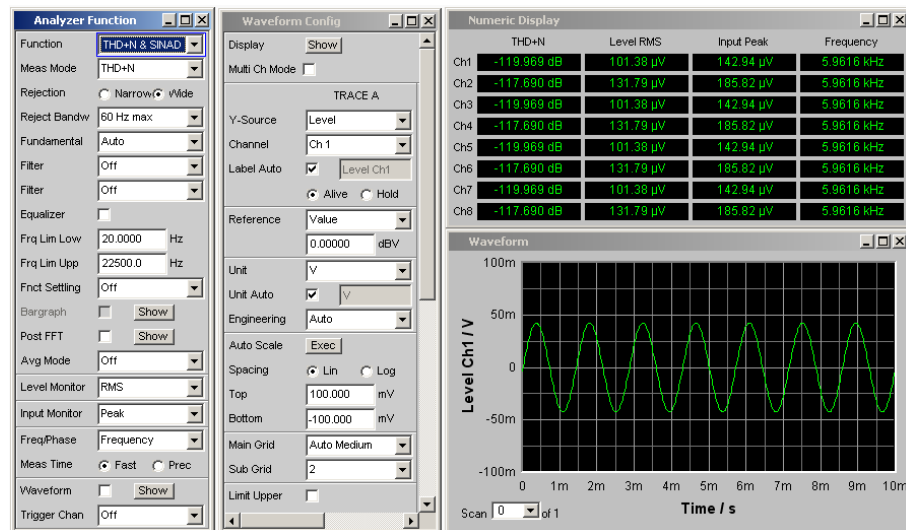 Analyzer Function
Function THD+N & SINAD
Meas Mode THD+N
Rejection Narrow Wide
Reject Bandw 60 Hz max
Fundamental Auto
Filter Off
Filter Off
Equalizer
Frq Lim Low 20.0000 Hz
Frq Lim Upp 22500.0 Hz
Fnct Settling Off
Bargraph Show
Post FFT Show
Avg Mode Off
Level Monitor RMS
Input Monitor Peak
Freq/Phase Frequency
Meas Time Fast Prec
Waveform Show
Trigger Chan Off
Waveform Config
Display Show
Multi Ch Mode
TRACE A
Y-Source Level
Channel Ch 1
Label Auto Level Ch1
Alive Hold
Reference Value
0.00000 dBV
Unit V
Unit Auto V
Engineering Auto
Auto Scale Exec
Spacing Lin Log
Top 100.000 mV
Bottom -100.000 mV
Main Grid Auto Medium
Sub Grid 2
Limit Upper
Numeric Display
THD+N Level RMS Input Peak Frequency
Ch1 -119.969 dB 101.38 µV 142.94 µV 5.9616 kHz
Ch2 -117.690 dB 131.79 µV 185.82 µV 5.9616 kHz
Ch3 -119.969 dB 101.38 µV 142.94 µV 5.9616 kHz
Ch4 -117.690 dB 131.79 µV 185.82 µV 5.9616 kHz
Ch5 -119.969 dB 101.38 µV 142.94 µV 5.9616 kHz
Ch6 -117.690 dB 131.79 µV 185.82 µV 5.9616 kHz
Ch7 -119.969 dB 101.38 µV 142.94 µV 5.9616 kHz
Ch8 -117.690 dB 131.79 µV 185.82 µV 5.9616 kHz
Waveform
Level Ch1 / V
100m
50m
0
-50m
-100m
0 1m 2m 3m 4m 5m 6m 7m 8m 9m 10m
Scan 0 of 1
Time / s